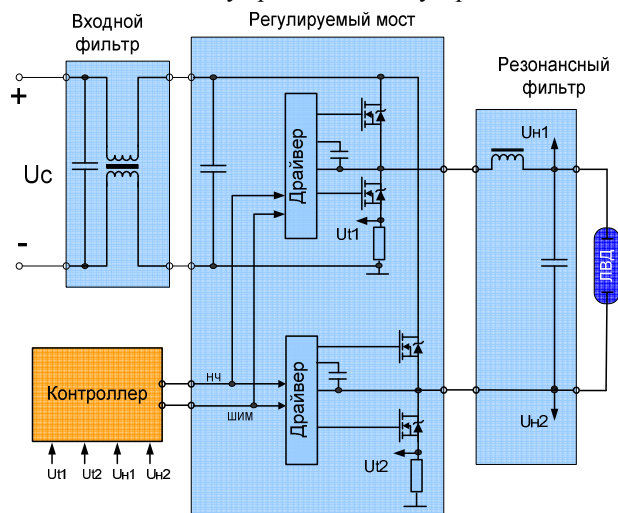 Входной
фильтр
Регулируемый мост
Резонансный
фильтр
+
Uc
-
Драйвер
Ut1
Uн1
ЛВД
Контроллер
нч
шим
Драйвер
Ut2
Uн2
Ut1 Ut2 Uн1 Uн2